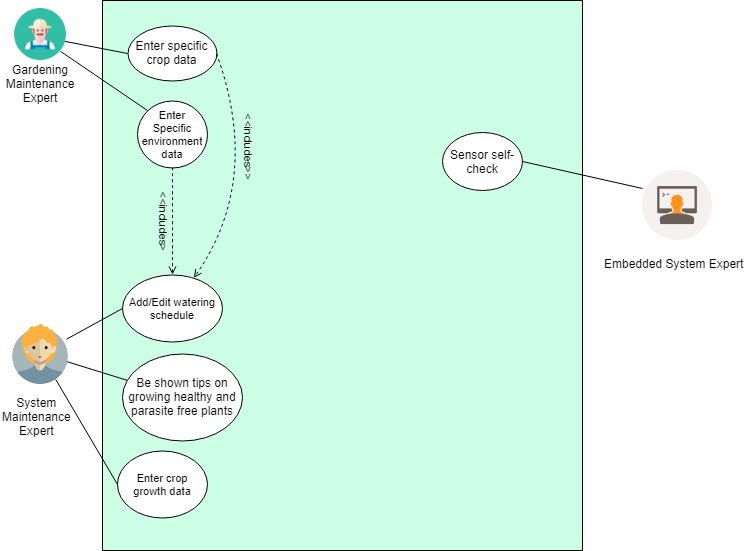 Gardening
Maintenance
Expert
Enter specific
crop data
Enter
Specific
environment
data
<<includes>>
<<includes>
Sensor self-
check
Embedded System Expert
Add/Edit watering
schedule
Be shown tips on
growing healthy and
parasite free plants
System
Maintenance
Expert
Enter crop
growth data